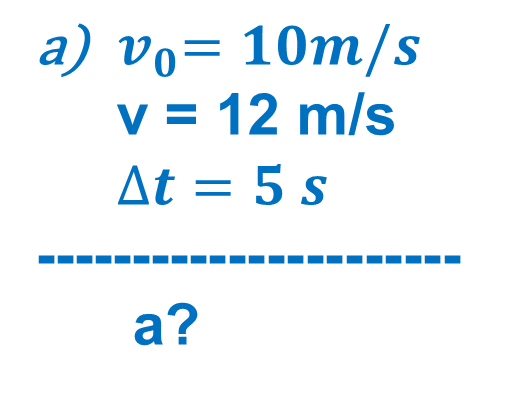 a) v₀= 10m/s
v = 12 m/s
Δt = 5 s
----------------------
a?